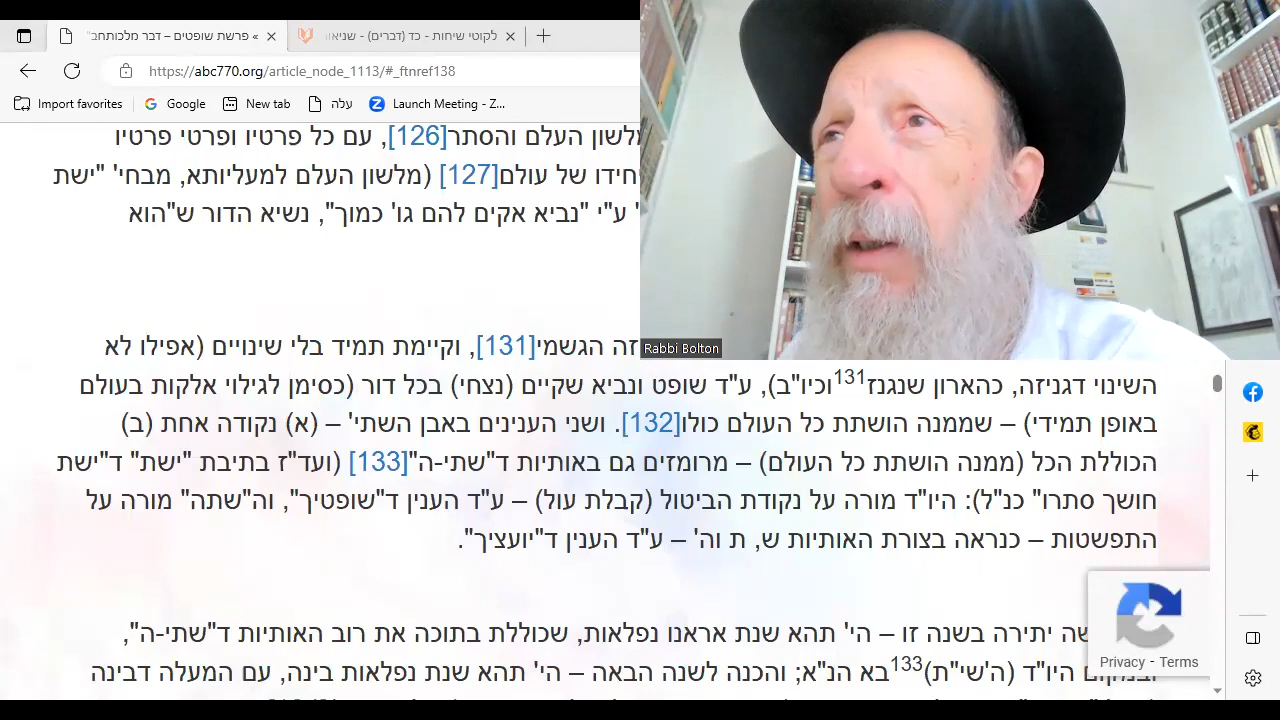 » פרשת שופטים – דבר מלכותחב"
לקוטי שיחות - כד (דברים) - שניאור
https://abc770.org/article_node_1113/#_ftnref138
Import favorites
Google
New tab
עלה
Launch Meeting - Z...
מלשון העלם והסתר[126], עם כל פרטיו ופרטי פרטיו
יחידו של עולם[127] (מלשון העלם למעליותא, מבחי' "ישת
' ע"י "נביא אקים להם גו' כמוך", נשיא הדור ש"הוא
Rabbi Bolton
זה הגשמי[131], וקיימת תמיד בלי שינויים (אפילו לא
השינוי דגניזה, כהארון שנגנז131וכיו"ב), ע"ד שופט ונביא שקיים (נצחי) בכל דור (כסימן לגילוי אלקות בעולם
באופן תמידי) – שממנה הושתת כל העולם כולו[132]. ושני הענינים באבן השתי' – (א) נקודה אחת (ב)
הכוללת הכל (ממנה הושתת כל העולם) – מרומזים גם באותיות ד"שתי-ה"[133] (ועד"ז בתיבת "ישת" ד"ישת
חושך סתרו" כנ"ל): היו"ד מורה על נקודת הביטול (קבלת עול) – ע"ד הענין ד"שופטיך", וה"שתה" מורה על
התפשטות – כנראה בצורת האותיות ש, ת וה' – ע"ד הענין ד"יועציך".
שה יתירה בשנה זו – הי' תהא שנת אראנו נפלאות, שכוללת בתוכה את רוב האותיות ד"שתי-ה",
ובמקום היו"ד (ה'שי"ת)133בא הנ"א; והכנה לשנה הבאה – הי' תהא שנת נפלאות בינה, עם המעלה דבינה
Privacy - Terms